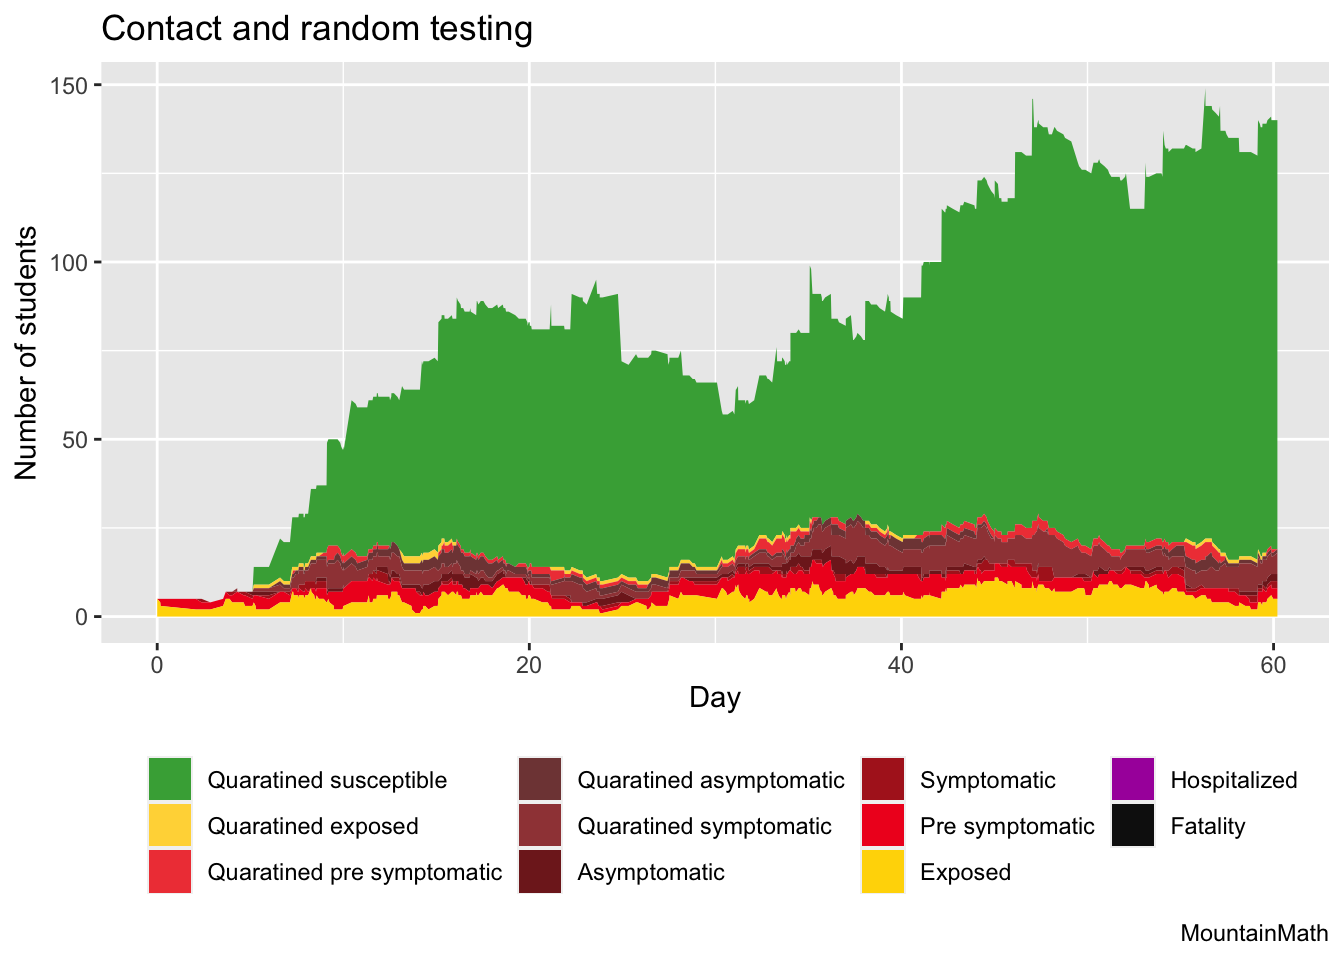 Contact and random testing
150
100
50
0
Number of students
0 20 40 60
Day
Quaratined susceptible Quaratined asymptomatic Symptomatic Hospitalized
Quaratined exposed Quaratined symptomatic Pre symptomatic Fatality
Quaratined pre symptomatic Asymptomatic Exposed
MountainMath